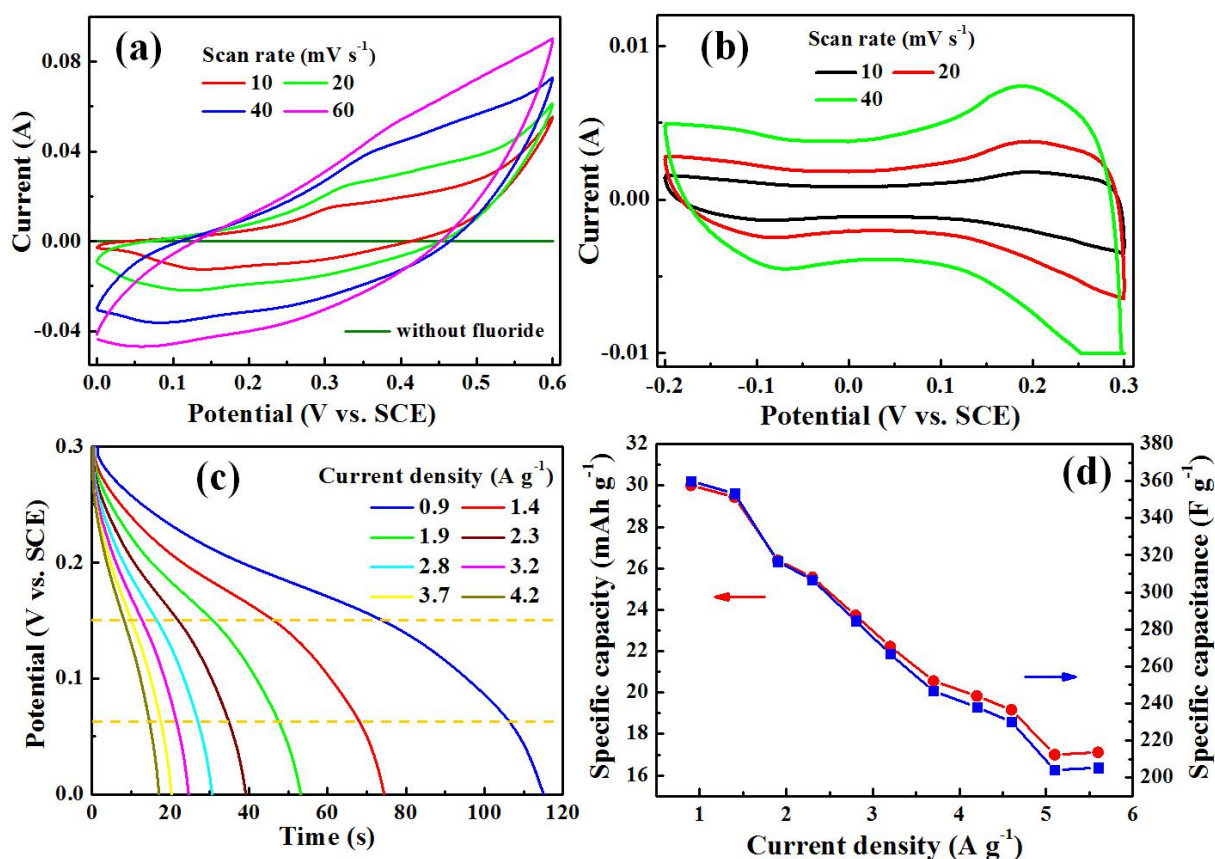 (a)
Scan rate (mV s⁻¹)
10 20
40 60
without fluoride
0.08
0.04
0.00
-0.04
Current (A)
0.0 0.1 0.2 0.3 0.4 0.5 0.6
Potential (V vs. SCE)
(b)
Scan rate (mV s⁻¹)
10 20
40
0.01
0.00
-0.01
Current (A)
-0.2 -0.1 0.0 0.1 0.2 0.3
Potential (V vs. SCE)
(c)
Current density (A g⁻¹)
0.9 1.4
1.9 2.3
2.8 3.2
3.7 4.2
0.3
0.2
0.1
0.0
Potential (V vs. SCE)
0 20 40 60 80 100 120
Time (s)
(d)
32
30
28
26
24
22
20
18
16
Specific capacity (mAh g⁻¹)
380
360
340
320
300
280
260
240
220
200
Specific capacitance (F g⁻¹)
1 2 3 4 5 6
Current density (A g⁻¹)